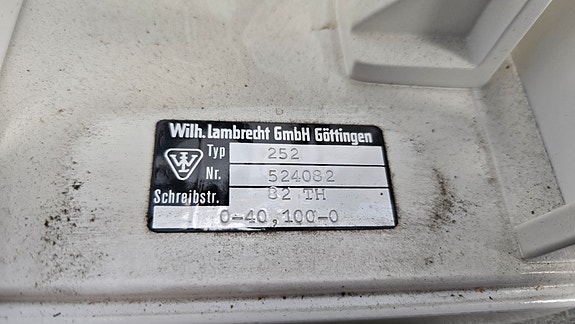 Wilh. Lambrecht GmbH Göttingen
Typ 252
Nr. 524082
Schreibstr. 82 TH
0-40,100-0